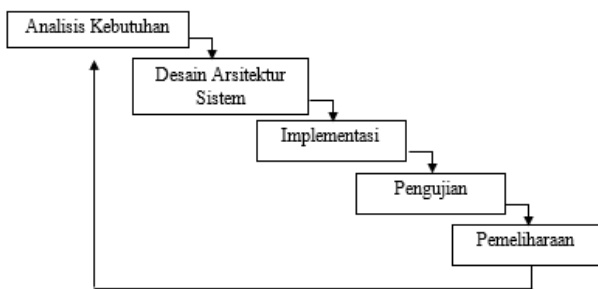 Analisis Kebutuhan
Desain Arsitektur
Sistem
Implementasi
Pengujian
Pemeliharaan